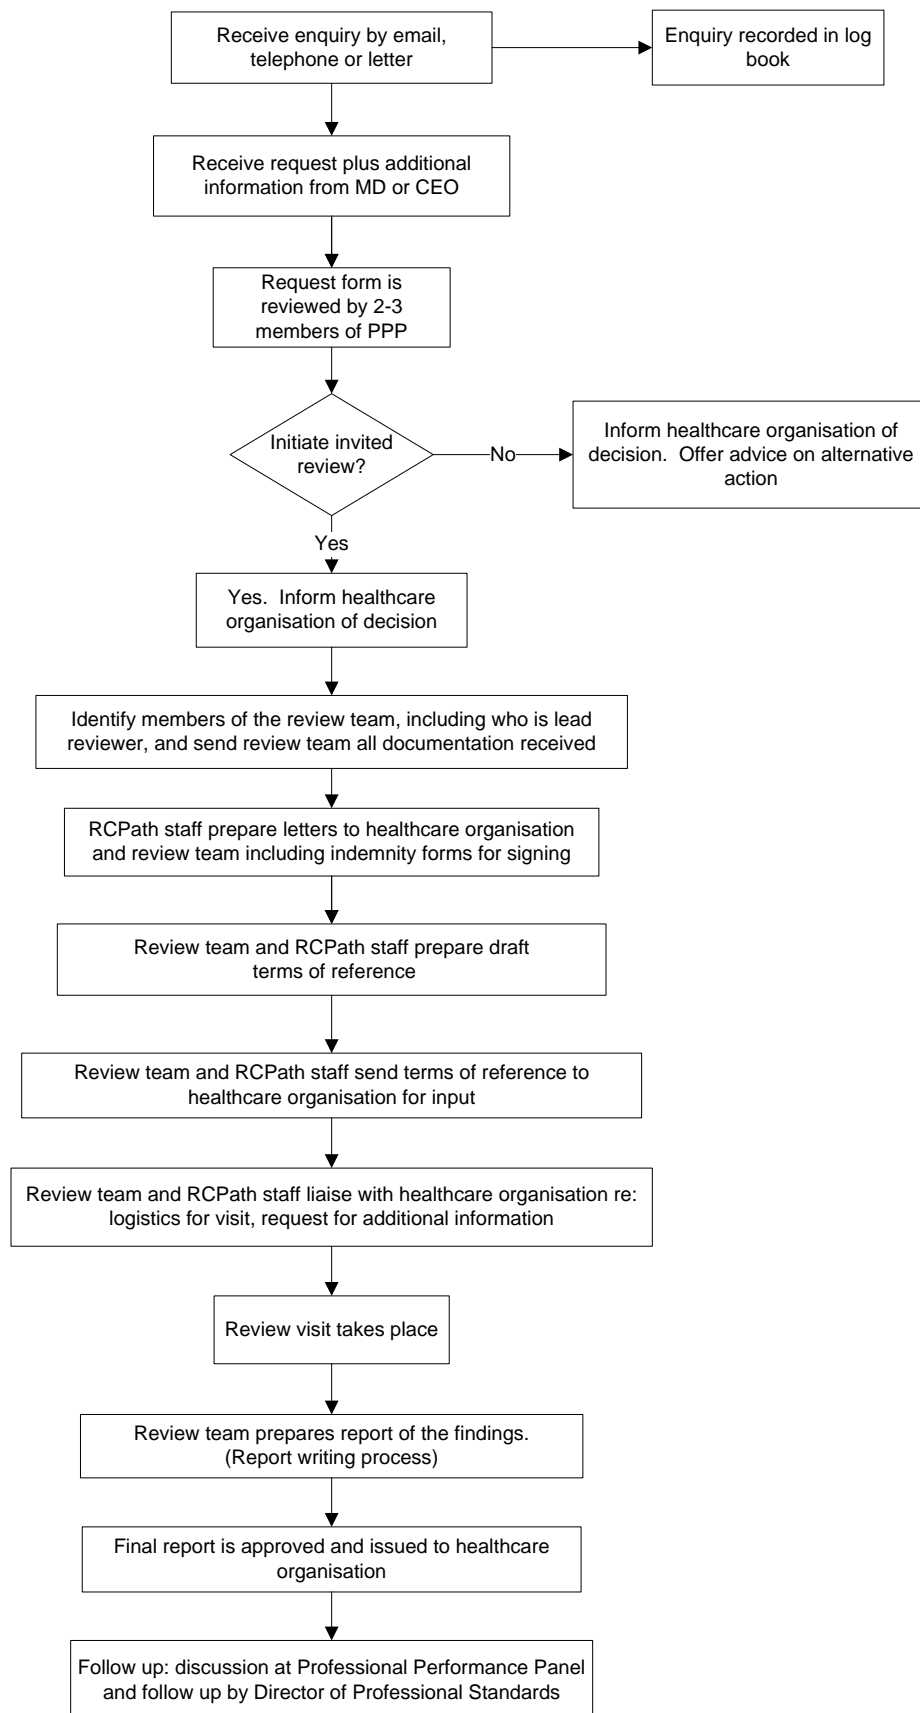 Receive enquiry by email,
telephone or letter
Enquiry recorded in log
book
Receive request plus additional
information from MD or CEO
Request form is
reviewed by 2-3
members of PPP
Initiate invited
review?
No
Inform healthcare organisation of
decision.  Offer advice on alternative
action
Yes
Yes.  Inform healthcare
organisation of decision
Identify members of the review team, including who is lead
reviewer, and send review team all documentation received
RCPath staff prepare letters to healthcare organisation
and review team including indemnity forms for signing
Review team and RCPath staff prepare draft
terms of reference
Review team and RCPath staff send terms of reference to
healthcare organisation for input
Review team and RCPath staff liaise with healthcare organisation re:
logistics for visit, request for additional information
Review visit takes place
Review team prepares report of the findings.
(Report writing process)
Final report is approved and issued to healthcare
organisation
Follow up: discussion at Professional Performance Panel
and follow up by Director of Professional Standards